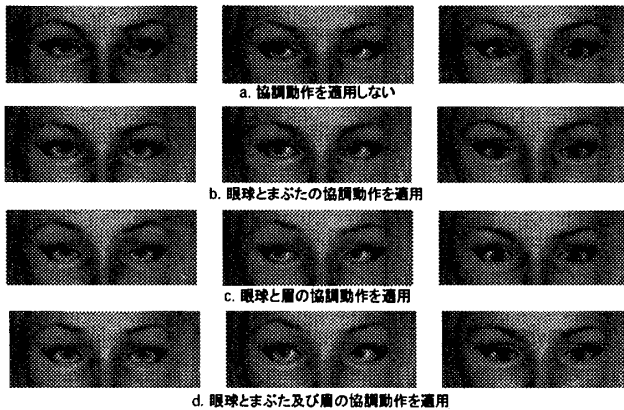 a. 協調動作を適用しない
b. 眼球とまぶたの協調動作を適用
c. 眼球と眉の協調動作を適用
d. 眼球とまぶた及び眉の協調動作を適用